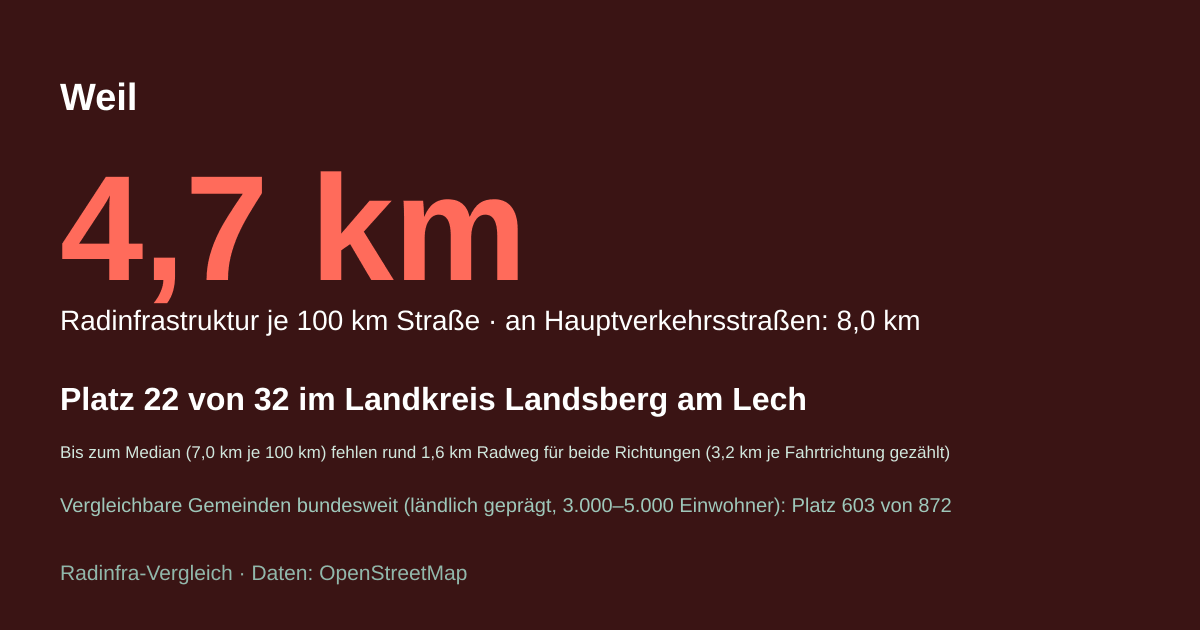 Weil
4,7 km
Radinfrastruktur je 100 km Straße · an Hauptverkehrsstraßen: 8,0 km
Platz 22 von 32 im Landkreis Landsberg am Lech
Bis zum Median (7,0 km je 100 km) fehlen rund 1,6 km Radweg für beide Richtungen (3,2 km je Fahrtrichtung gezählt)
Vergleichbare Gemeinden bundesweit (ländlich geprägt, 3.000–5.000 Einwohner): Platz 603 von 872
Radinfra-Vergleich · Daten: OpenStreetMap